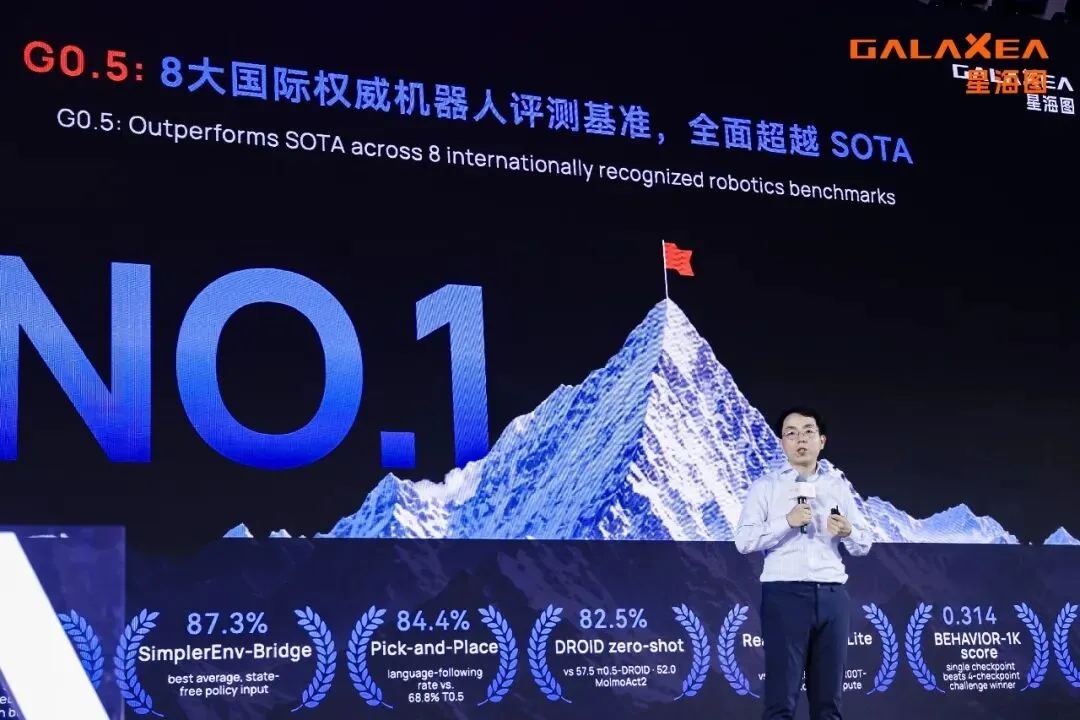 GALAXEA
星海图
GALAXEA
星海图
G0.5: 8大国际权威机器人评测基准，全面超越 SOTA
G0.5: Outperforms SOTA across 8 internationally recognized robotics benchmarks
NO.1
87.3%
SimplerEnv-Bridge
best average, state-
free policy input
84.4%
Pick-and-Place
language-following
rate vs.
68.8% T0.5
82.5%
DROID zero-shot
vs 57.5 π0.5-DROID · 52.0
MolmoAct2
0.314
BEHAVIOR-1K
score
single checkpoint
beats 4-checkpoint
challenge winner